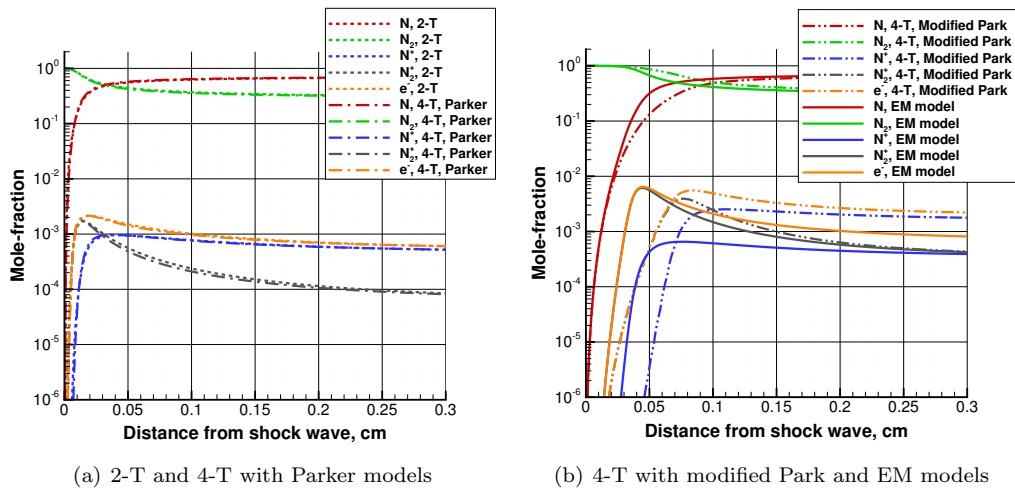 N, 2-T
N₂, 2-T
N⁺, 2-T
N₂⁺, 2-T
e⁻, 2-T
N, 4-T, Parker
N₂, 4-T, Parker
N⁺, 4-T, Parker
N₂⁺, 4-T, Parker
e⁻, 4-T, Parker
Mole-fraction
10⁰
10⁻¹
10⁻²
10⁻³
10⁻⁴
10⁻⁵
10⁻⁶
0 0.05 0.1 0.15 0.2 0.25 0.3
Distance from shock wave, cm
(a) 2-T and 4-T with Parker models
N, 4-T, Modified Park
N₂, 4-T, Modified Park
N⁺, 4-T, Modified Park
N₂⁺, 4-T, Modified Park
e⁻, 4-T, Modified Park
N, EM model
N₂, EM model
N⁺, EM model
N₂⁺, EM model
e⁻, EM model
Mole-fraction
10⁰
10⁻¹
10⁻²
10⁻³
10⁻⁴
10⁻⁵
10⁻⁶
0 0.05 0.1 0.15 0.2 0.25 0.3
Distance from shock wave, cm
(b) 4-T with modified Park and EM models